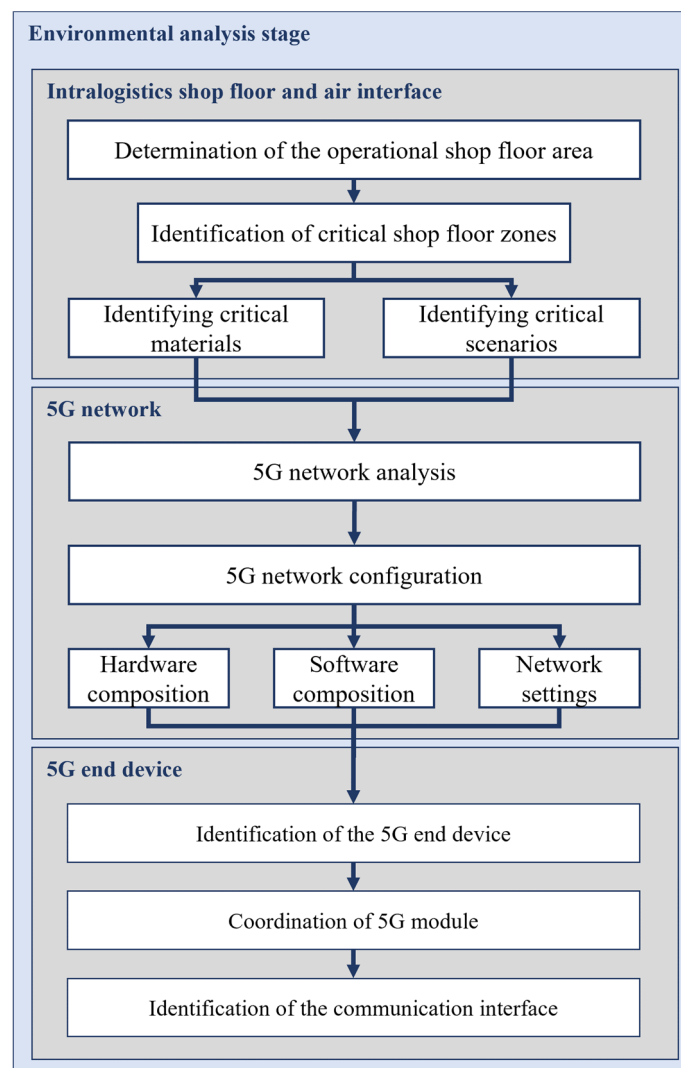 Environmental analysis stage
Intralogistics shop floor and air interface
Determination of the operational shop floor area
Identification of critical shop floor zones
Identifying critical
materials
Identifying critical
scenarios
5G network
5G network analysis
5G network configuration
Hardware
composition
Software
composition
Network
settings
5G end device
Identification of the 5G end device
Coordination of 5G module
Identification of the communication interface